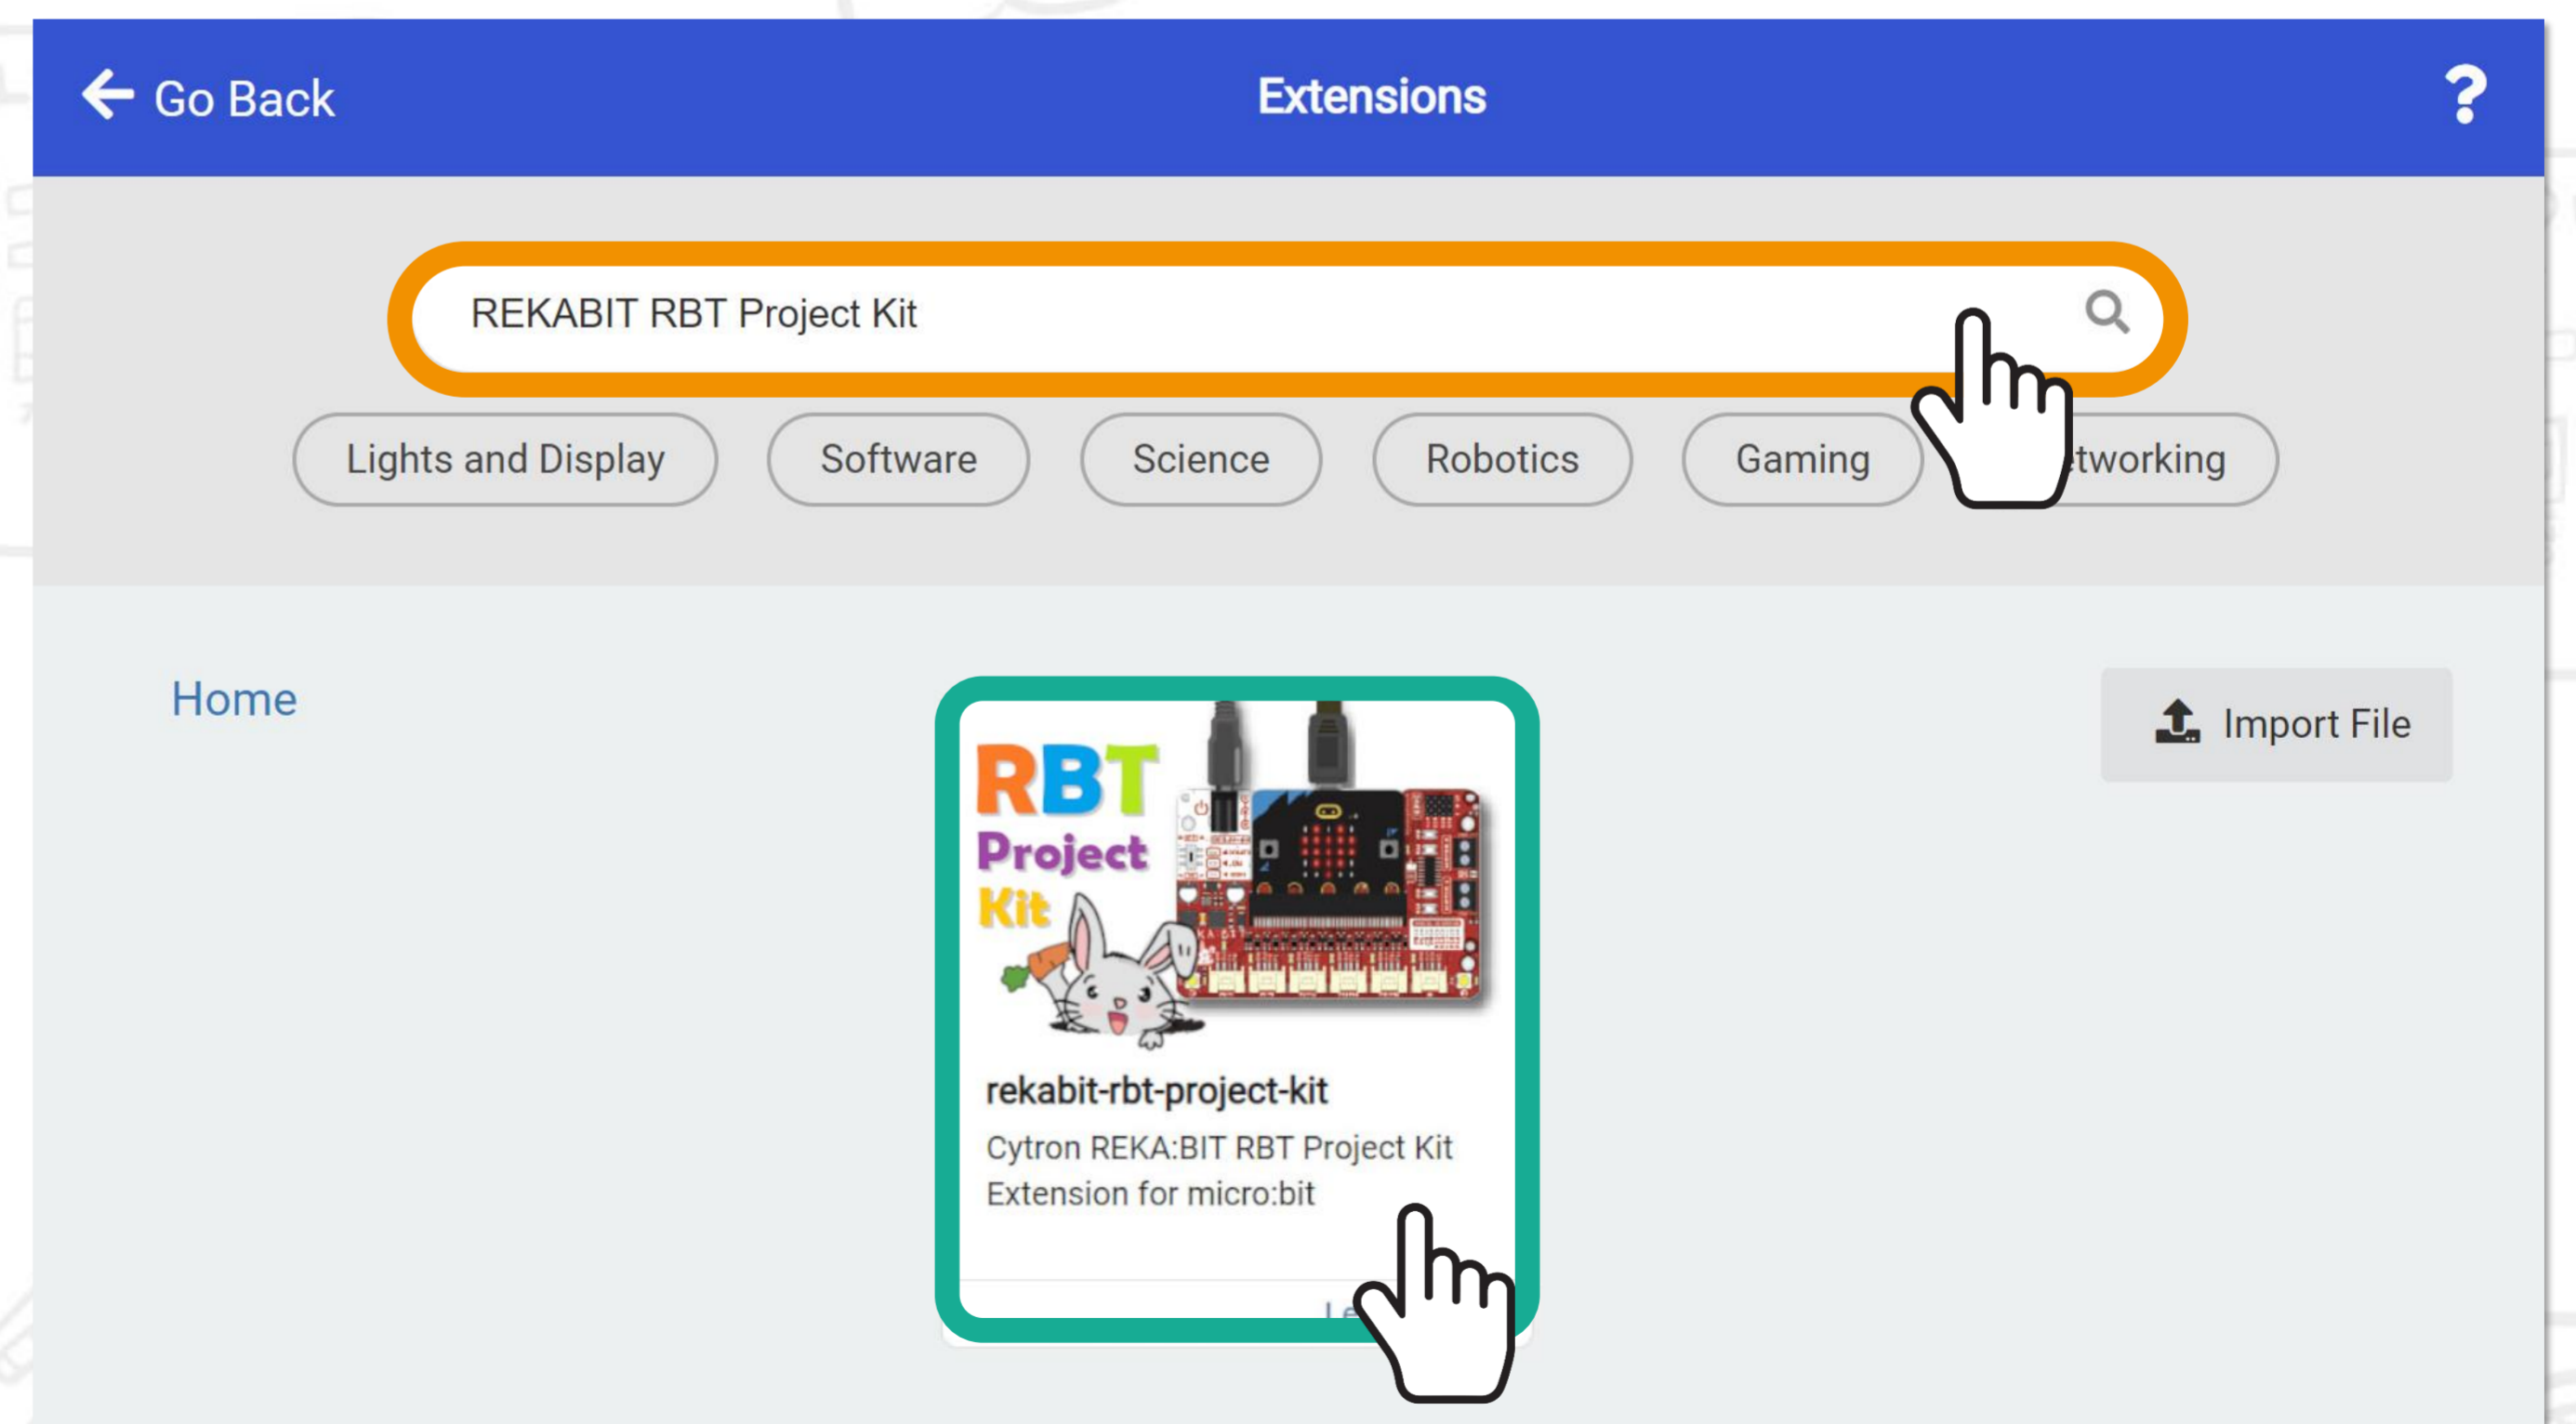 Go Back
Extensions
?
REKABIT RBT Project Kit
Lights and Display
Software
Science
Robotics
Gaming
Home
Import File
RBT
Project
Kit
rekabit-rbt-project-kit
Cytron REKA:BIT RBT Project Kit
Extension for micro:bit